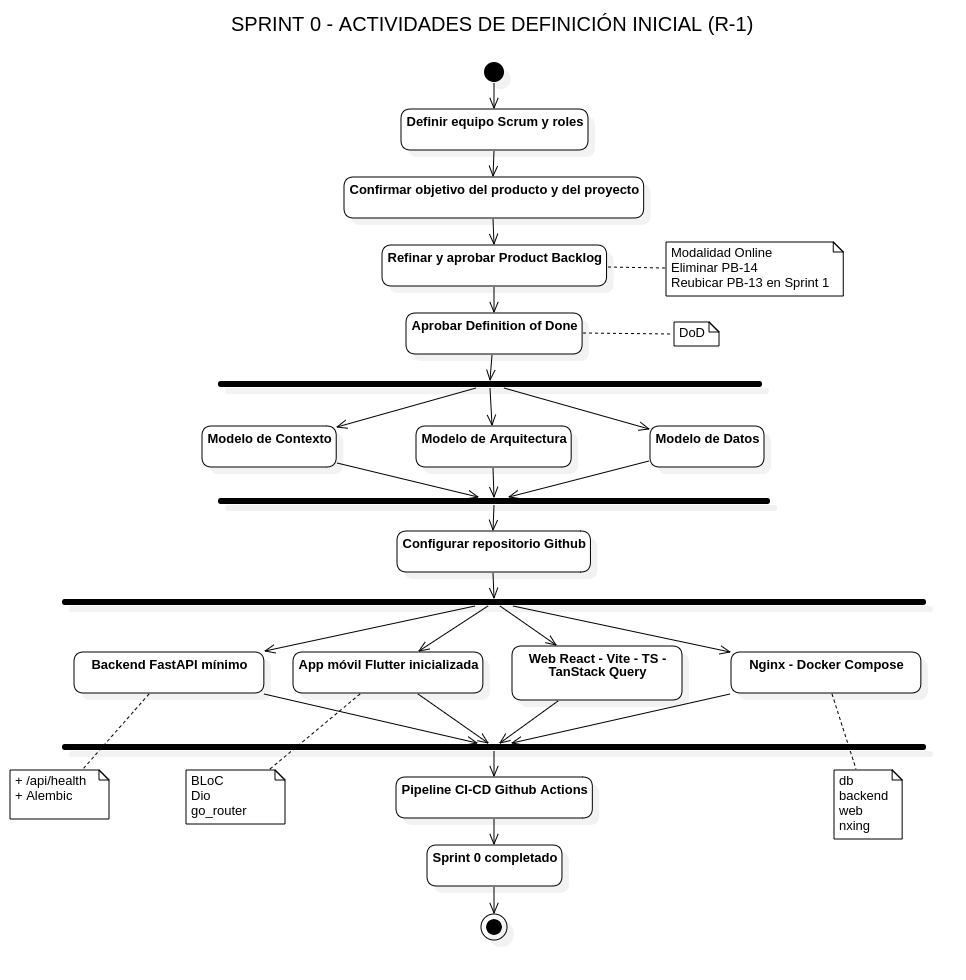 SPRINT 0 - ACTIVIDADES DE DEFINICIÓN INICIAL (R-1)
Definir equipo Scrum y roles
Confirmar objetivo del producto y del proyecto
Refinar y aprobar Product Backlog
Modalidad Online
Eliminar PB-14
Reubicar PB-13 en Sprint 1
Aprobar Definition of Done
DoD
Modelo de Contexto
Modelo de Arquitectura
Modelo de Datos
Configurar repositorio Github
Backend FastAPI mínimo
App móvil Flutter inicializada
Web React - Vite - TS -
TanStack Query
Nginx - Docker Compose
+ /api/health
+ Alembic
BLoC
Dio
go_router
db
backend
web
nxing
Pipeline CI-CD Github Actions
Sprint 0 completado